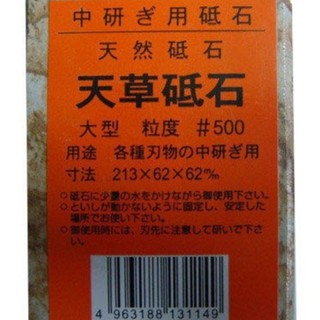 中研ぎ用砥石
天然砥石
天草砥石
大型 粒度 #500
用途 各種刃物の中研ぎ用
寸法 213×62×62㎜
○砥石に少量の水をかけながら御使用下さい。
○といしが動かないように固定し、安定した
場所でお使い下さい。
○御使用時には、刃先に注意して研いで下さ
い。
4 963188 131149